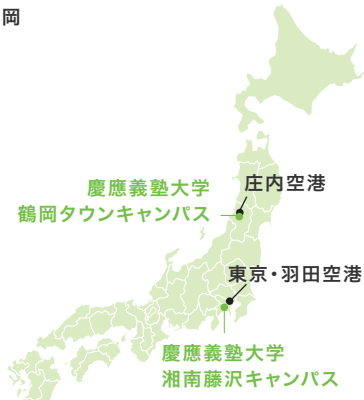 岡
慶應義塾大学
鶴岡タウンキャンパス
庄内空港
東京・羽田空港
慶應義塾大学
湘南藤沢キャンパス